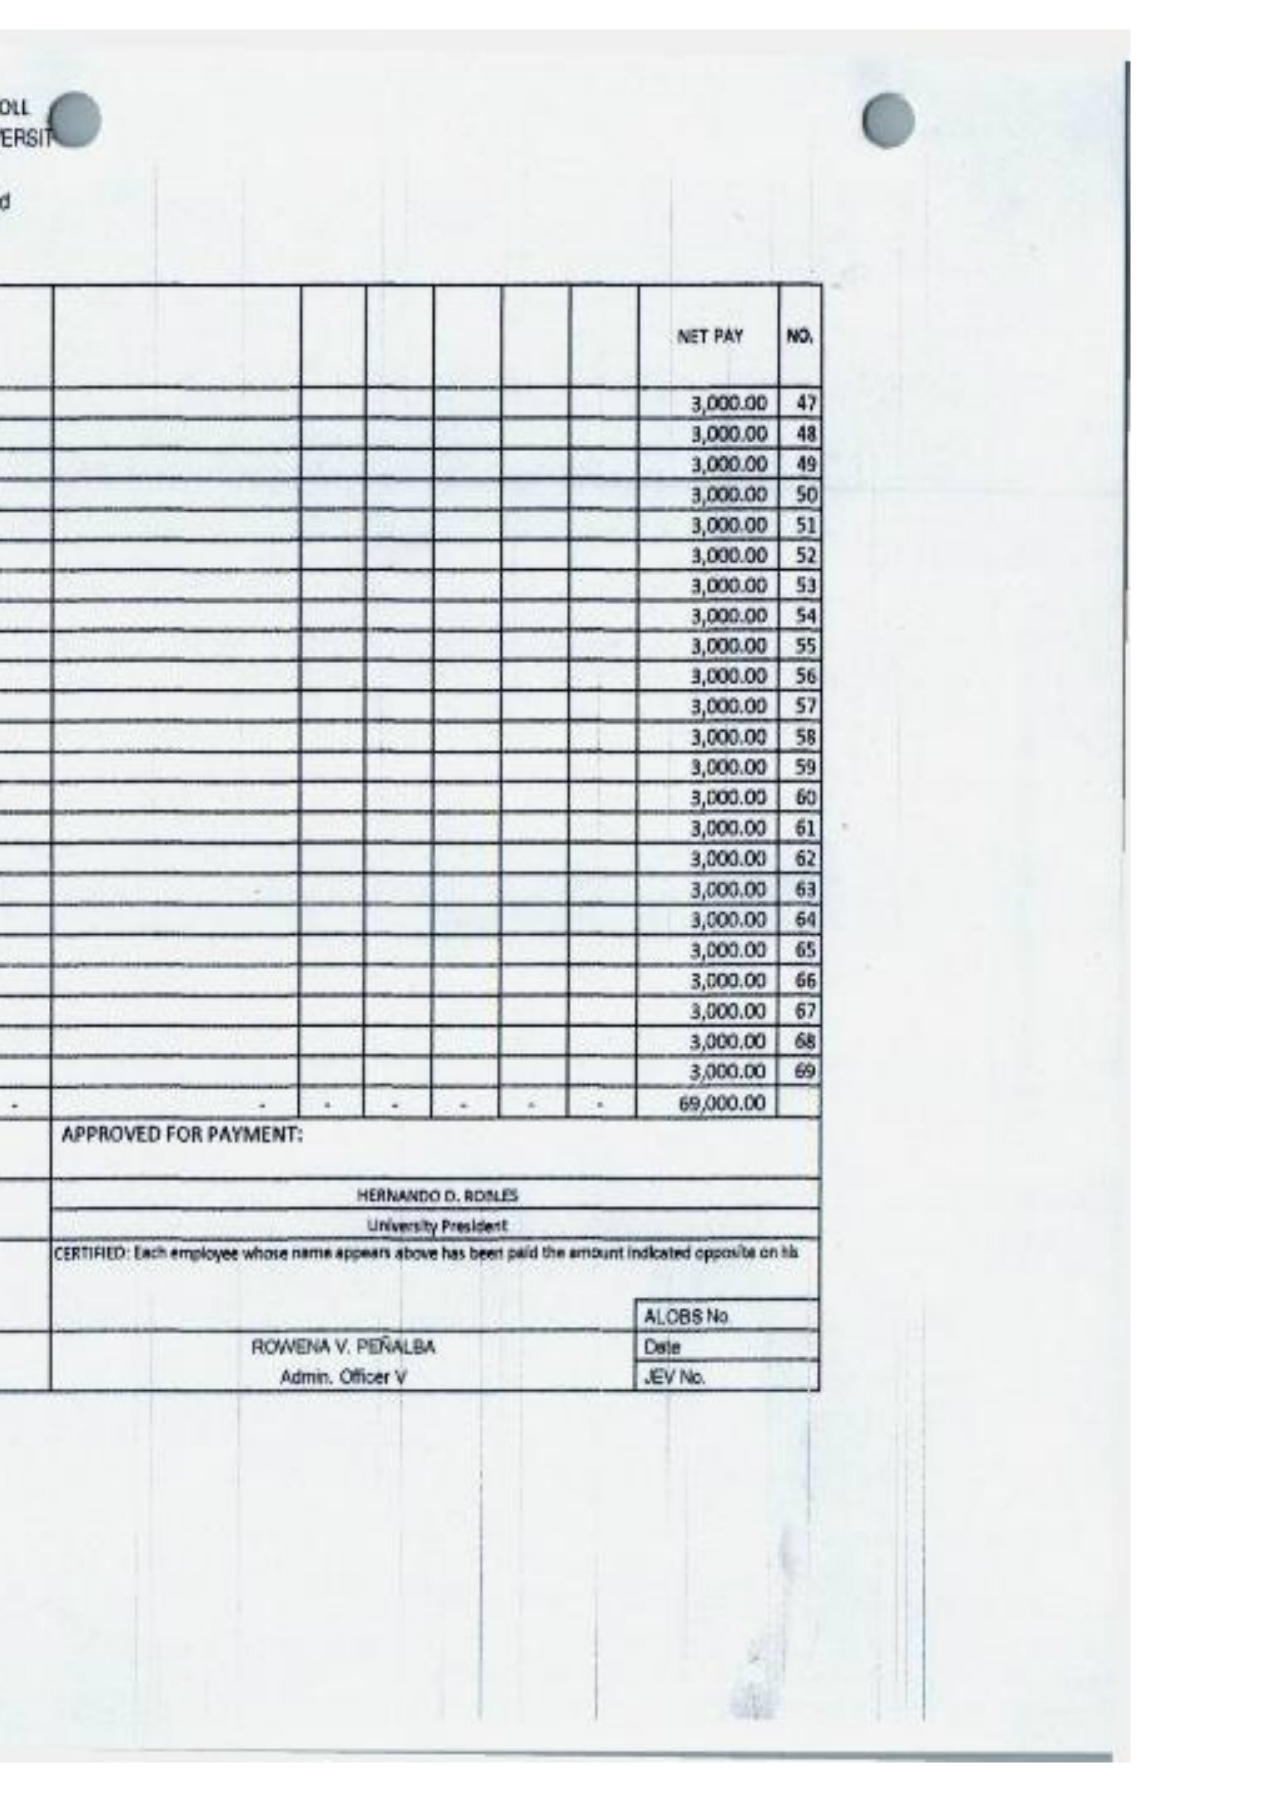 OLL
ERSIT
d
NET PAY NO.
3,000.00 47
3,000.00 48
3,000.00 49
3,000.00 50
3,000.00 51
3,000.00 52
3,000.00 53
3,000.00 54
3,000.00 55
3,000.00 56
3,000.00 57
3,000.00 58
3,000.00 59
3,000.00 60
3,000.00 61
3,000.00 62
3,000.00 63
3,000.00 64
3,000.00 65
3,000.00 66
3,000.00 67
3,000.00 68
3,000.00 69
- - - - - - - 69,000.00
APPROVED FOR PAYMENT:
HERNANDO D. ROBLES
University President
CERTIFIED: Each employee whose name appears above has been paid the amount indicated opposite on his
ALOBS No.
ROWENA V. PEÑALBA Date
Admin. Officer V JEV No.